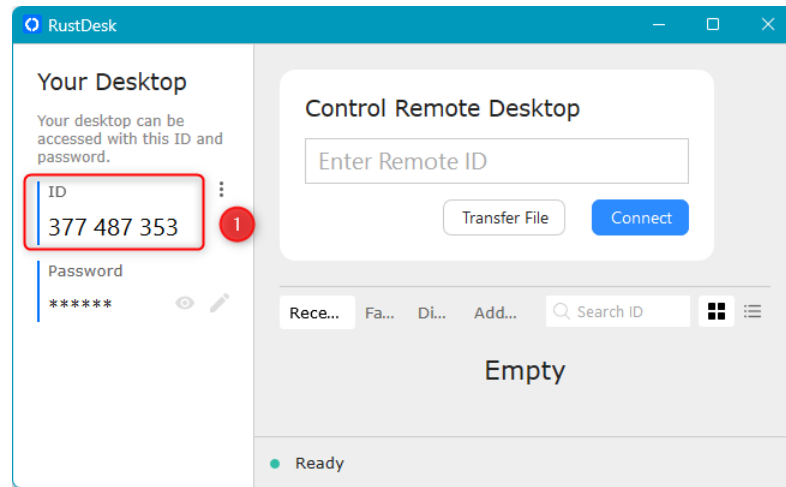 RustDesk
Your Desktop
Your desktop can be
accessed with this ID and
password.
ID
377 487 353
1
Password
******
Control Remote Desktop
Enter Remote ID
Transfer File
Connect
Rece...
Fa...
Di...
Add...
Search ID
Empty
Ready